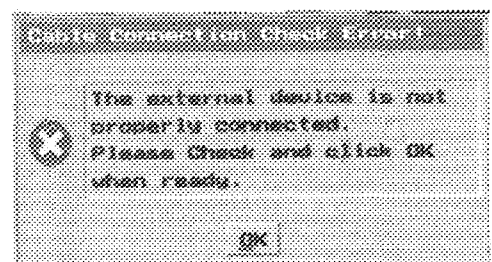 Cable Connection Check Error!
The external device is not
properly connected.
Please Check and click OK
when ready.
OK